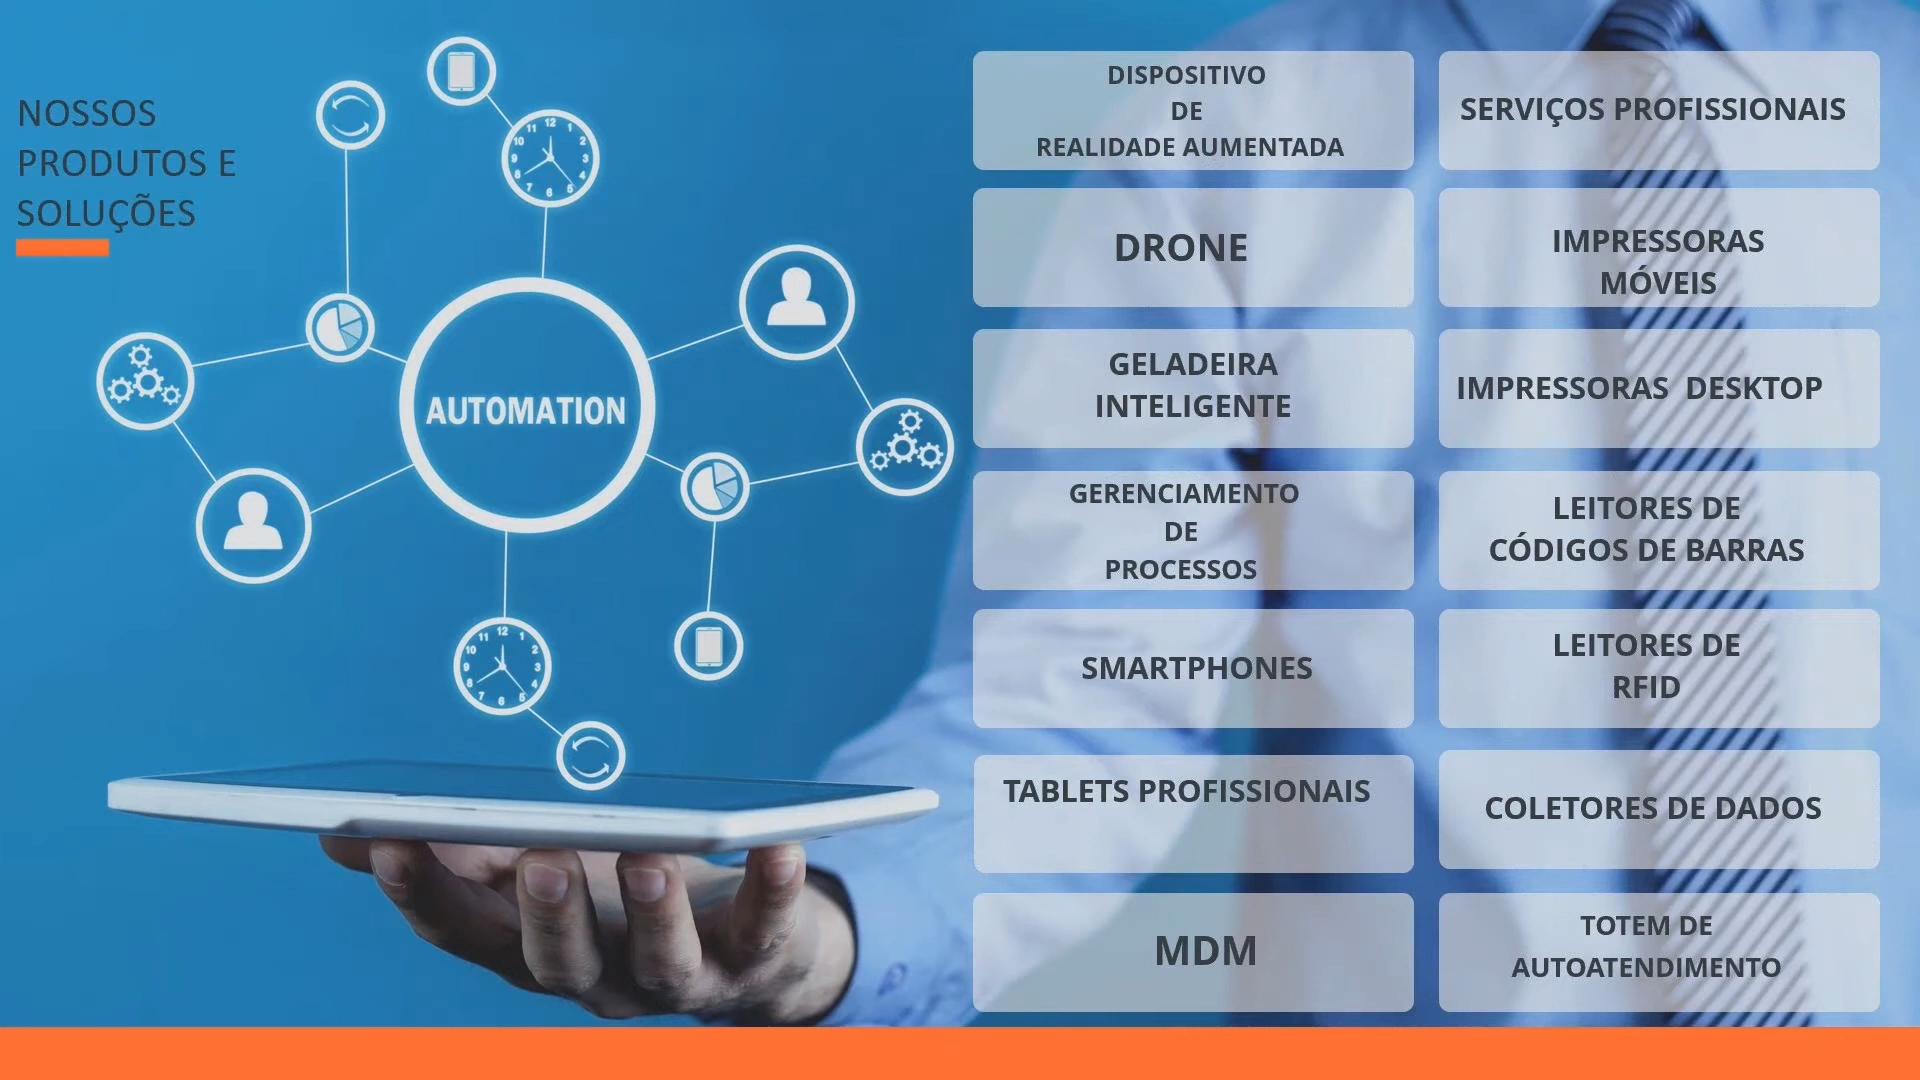 NOSSOS
PRODUTOS E
SOLUÇÕES
AUTOMATION
DISPOSITIVO
DE
REALIDADE AUMENTADA
SERVIÇOS PROFISSIONAIS
DRONE
IMPRESSORAS
MÓVEIS
GELADEIRA
INTELIGENTE
IMPRESSORAS DESKTOP
GERENCIAMENTO
DE
PROCESSOS
LEITORES DE
CÓDIGOS DE BARRAS
SMARTPHONES
LEITORES DE
RFID
TABLETS PROFISSIONAIS
COLETORES DE DADOS
MDM
TOTEM DE
AUTOATENDIMENTO